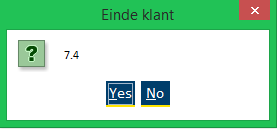 Einde klant
?
7.4
Yes No